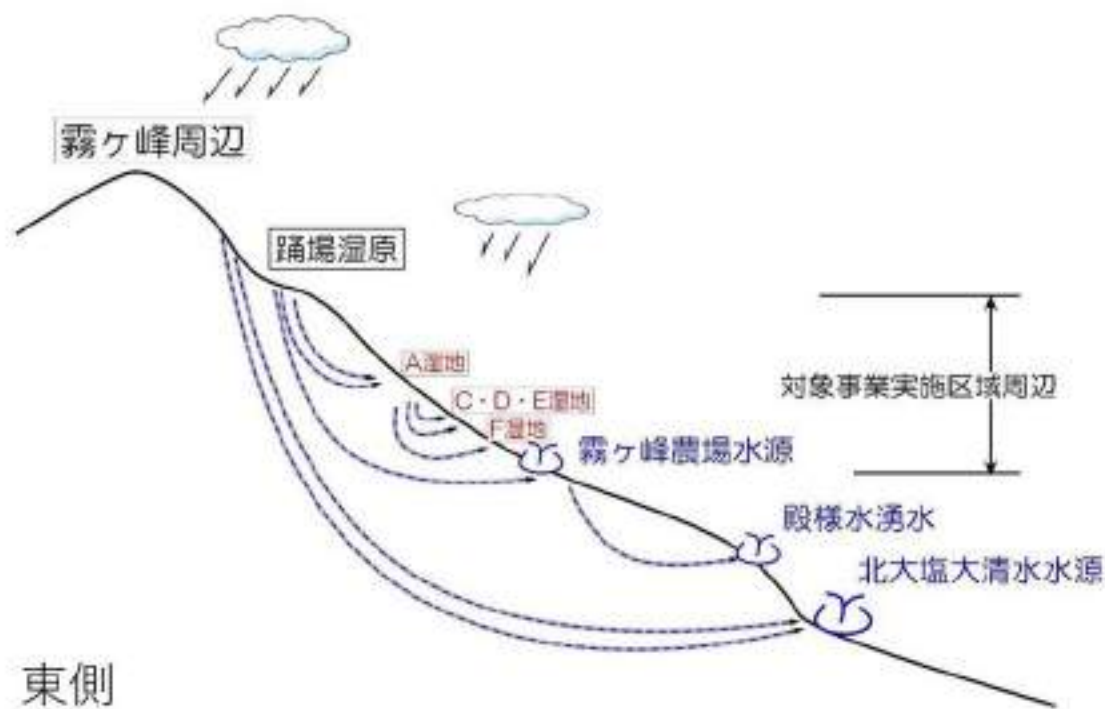 霧ヶ峰周辺
踊場湿原
A湿地
C・D・E湿地
F湿地
対象事業実施区域周辺
霧ヶ峰農場水源
殿様水湧水
北大塩大清水水源
東側